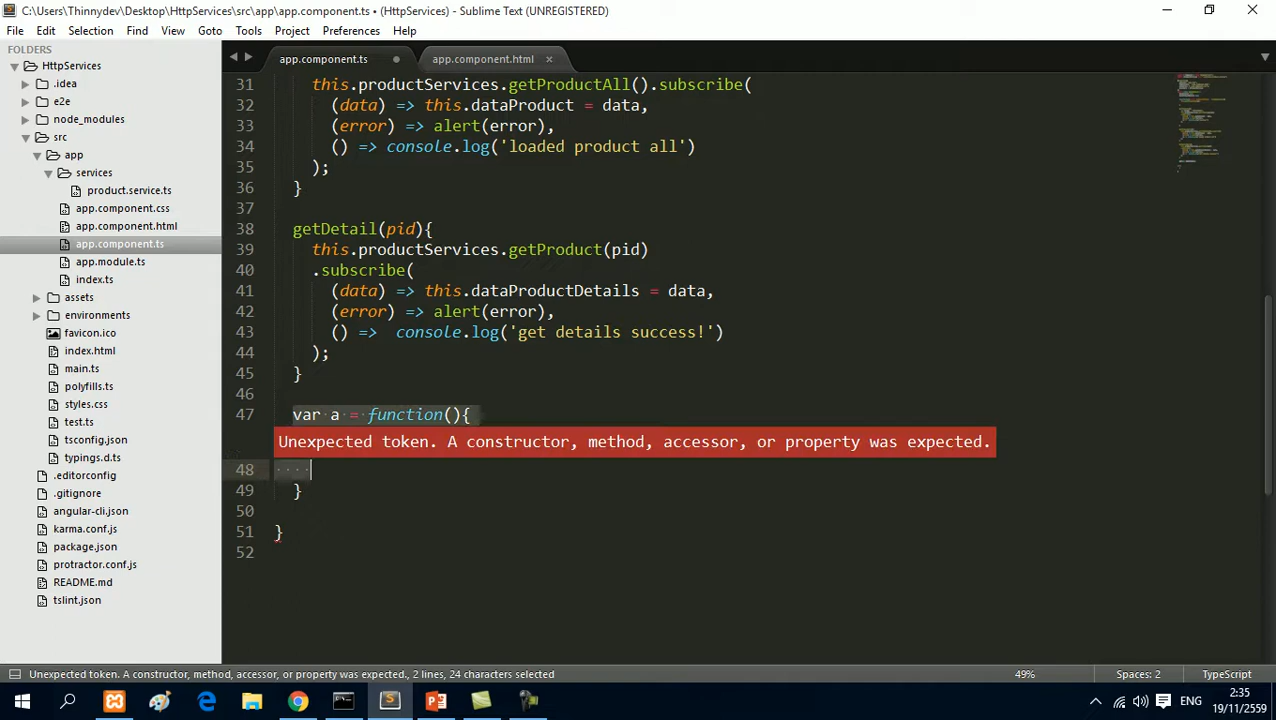 C:\Users\Thinnydev\Desktop\HttpServices\src\app\app.component.ts • (HttpServices) - Sublime Text (UNREGISTERED)
File Edit Selection Find View Goto Tools Project Preferences Help
FOLDERS
HttpServices
.idea
e2e
node_modules
src
app
services
product.service.ts
app.component.css
app.component.html
app.component.ts
app.module.ts
index.ts
assets
environments
favicon.ico
index.html
main.ts
polyfills.ts
styles.css
test.ts
tsconfig.json
typings.d.ts
.editorconfig
.gitignore
angular-cli.json
karma.conf.js
package.json
protractor.conf.js
README.md
tslint.json
app.component.ts
app.component.html
31 this.productServices.getProductAll().subscribe(
32 (data) => this.dataProduct = data,
33 (error) => alert(error),
34 () => console.log('loaded product all')
35 );
36 }
37
38 getDetail(pid){
39 this.productServices.getProduct(pid)
40 .subscribe(
41 (data) => this.dataProductDetails = data,
42 (error) => alert(error),
43 () => console.log('get details success!')
44 );
45 }
46
47 var a = function(){
Unexpected token. A constructor, method, accessor, or property was expected.
48
49 }
50
51 }
52
Unexpected token. A constructor, method, accessor, or property was expected., 2 lines, 24 characters selected
49%
Spaces: 2
TypeScript
ENG
2:35
19/11/2559